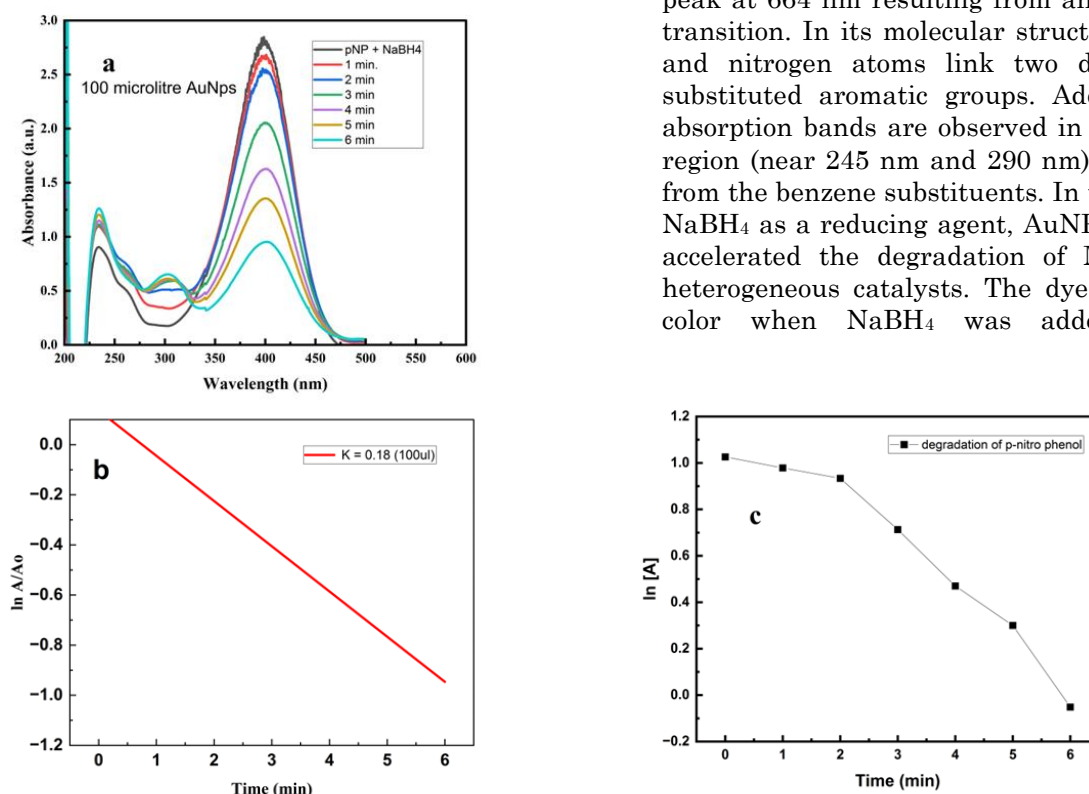 3.0
2.5
2.0
1.5
1.0
0.5
0.0
200 250 300 350 400 450 500 550 600
Absorbance (a.u.)
Wavelength (nm)
a
100 microlitre AuNps
pNP + NaBH4
1 min.
2 min
3 min
4 min
5 min
6 min
peak at 664 nm resulting from an
transition. In its molecular struct
and nitrogen atoms link two d
substituted aromatic groups. Ad
absorption bands are observed in
region (near 245 nm and 290 nm)
from the benzene substituents. In
NaBH₄ as a reducing agent,
accelerated the degradation of
heterogeneous catalysts. The dye
color when NaBH₄ was adde
0.0
−0.2
−0.4
−0.6
−0.8
−1.0
−1.2
0 1 2 3 4 5 6
ln A/Ao
Time (min)
b
K = 0.18 (100ul)
1.2
1.0
0.8
0.6
0.4
0.2
0.0
−0.2
0 1 2 3 4 5 6
ln [A]
Time (min)
c
degradation of p-nitro phenol